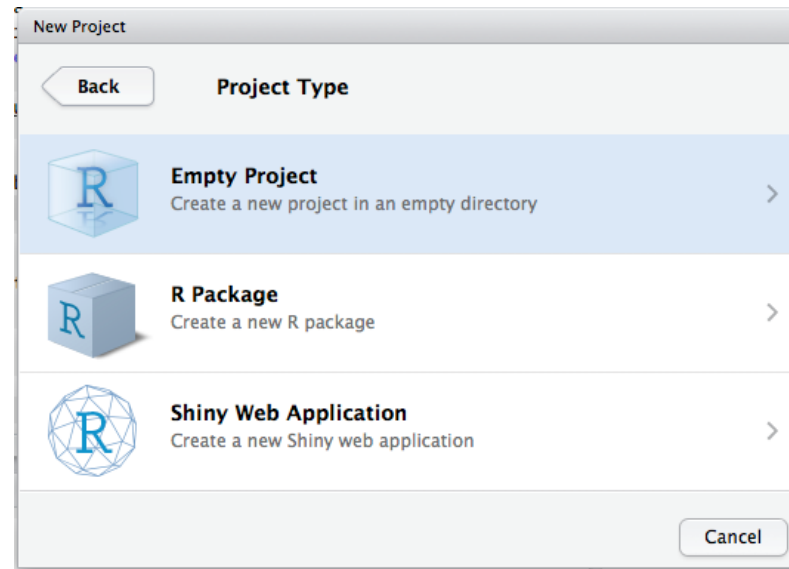 New Project
Back
Project Type
R
Empty Project
Create a new project in an empty directory
R
R Package
Create a new R package
R
Shiny Web Application
Create a new Shiny web application
Cancel